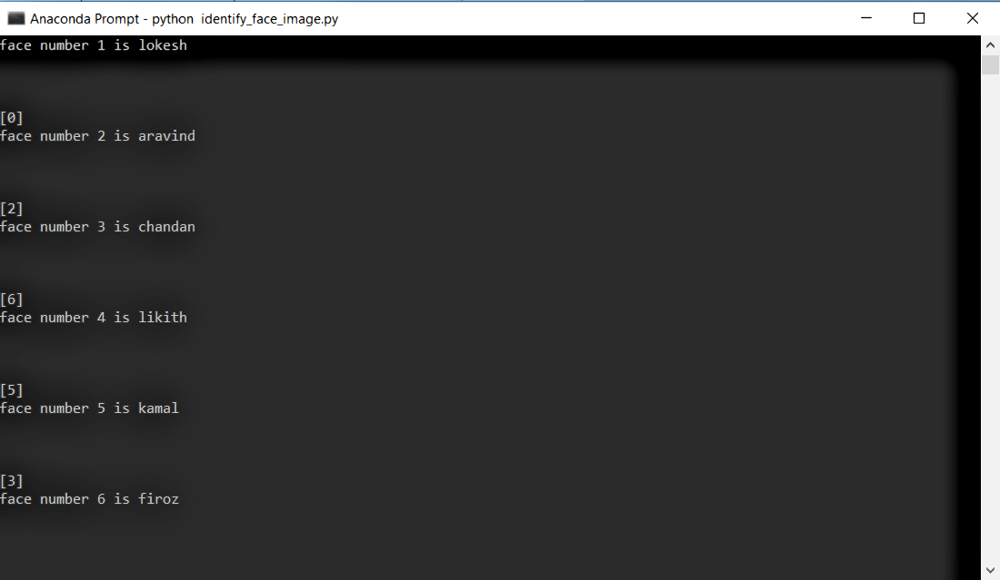 Anaconda Prompt - python  identify_face_image.py
face number 1 is lokesh
[0]
face number 2 is aravind
[2]
face number 3 is chandan
[6]
face number 4 is likith
[5]
face number 5 is kamal
[3]
face number 6 is firoz